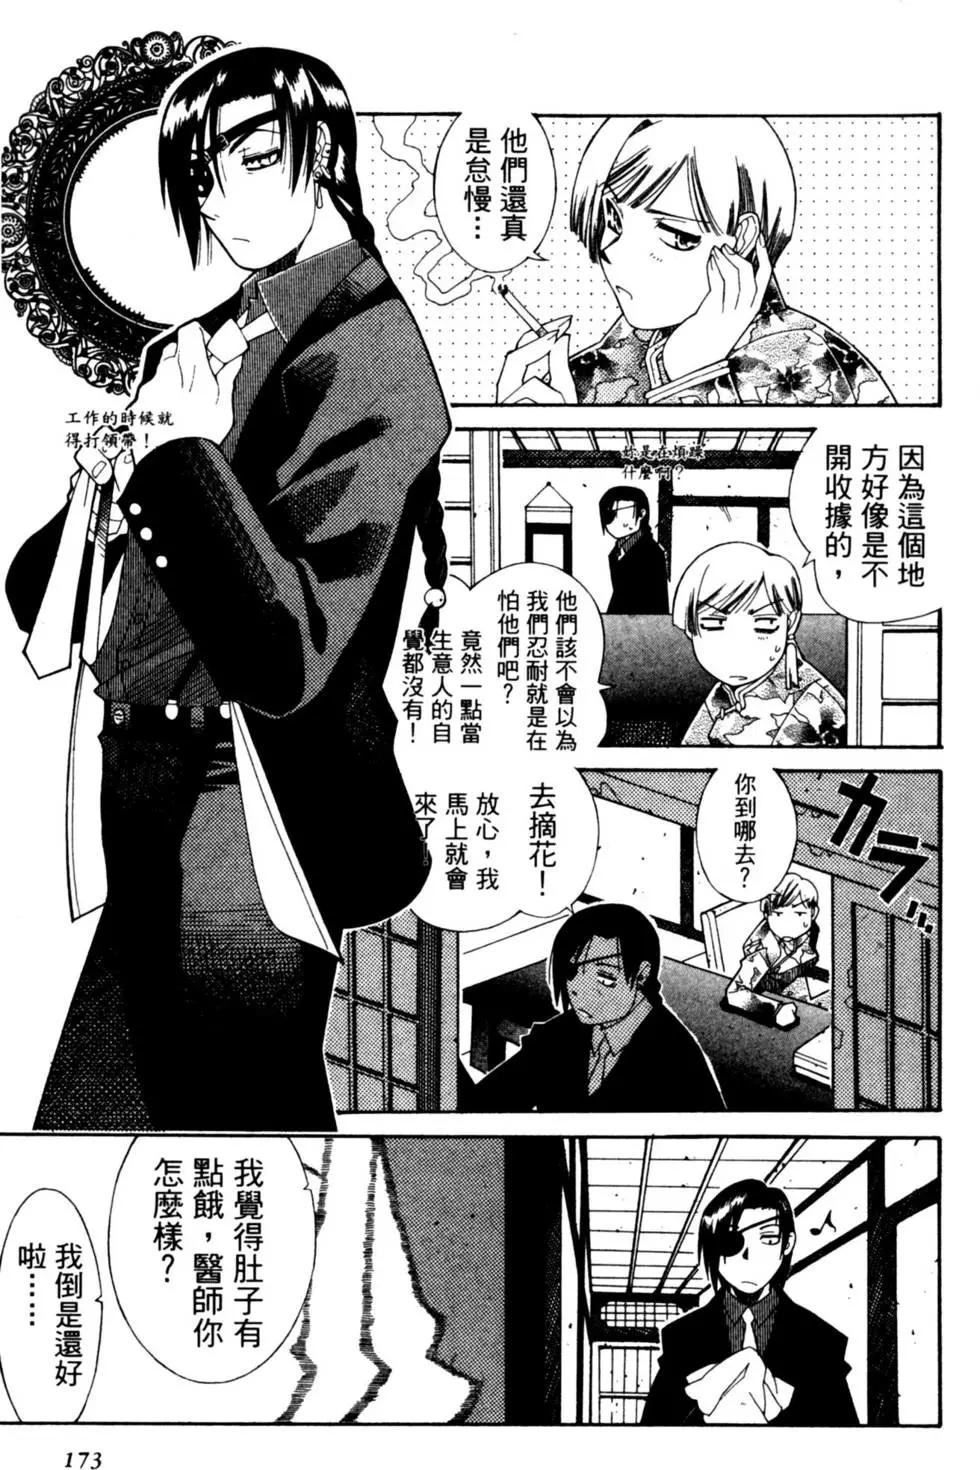 他們還真
是怠慢…
工作的時候就
得打領帶！
因為這個地
方好像是不
開收據的，
妳是在煩躁
什麼啊？
他們該不會以為
我們忍耐就是在
怕他們吧？
竟然一點當
生意人的自
覺都沒有！
你到哪去？
カラ…
去摘花！
放心，我
馬上就會
來了！
♪
我覺得肚子有
點餓，醫師你
怎麼樣？
我倒是還好
啦……
173